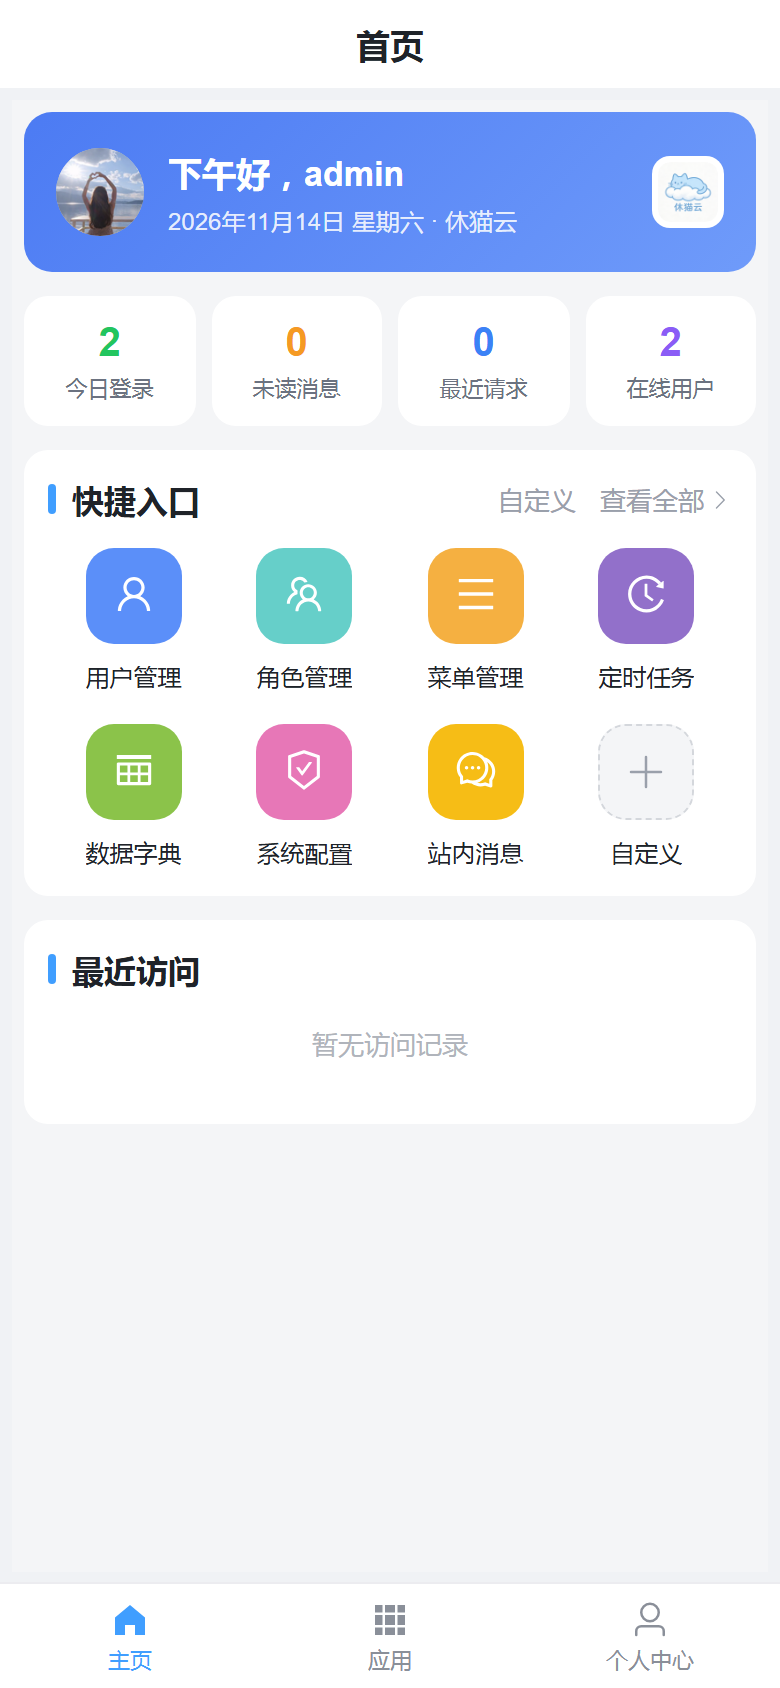 首页
下午好，admin
2026年11月14日 星期六 · 休猫云
休猫云
2
今日登录
0
未读消息
0
最近请求
2
在线用户
快捷入口
自定义
查看全部
用户管理
角色管理
菜单管理
定时任务
数据字典
系统配置
站内消息
自定义
最近访问
暂无访问记录
主页
应用
个人中心